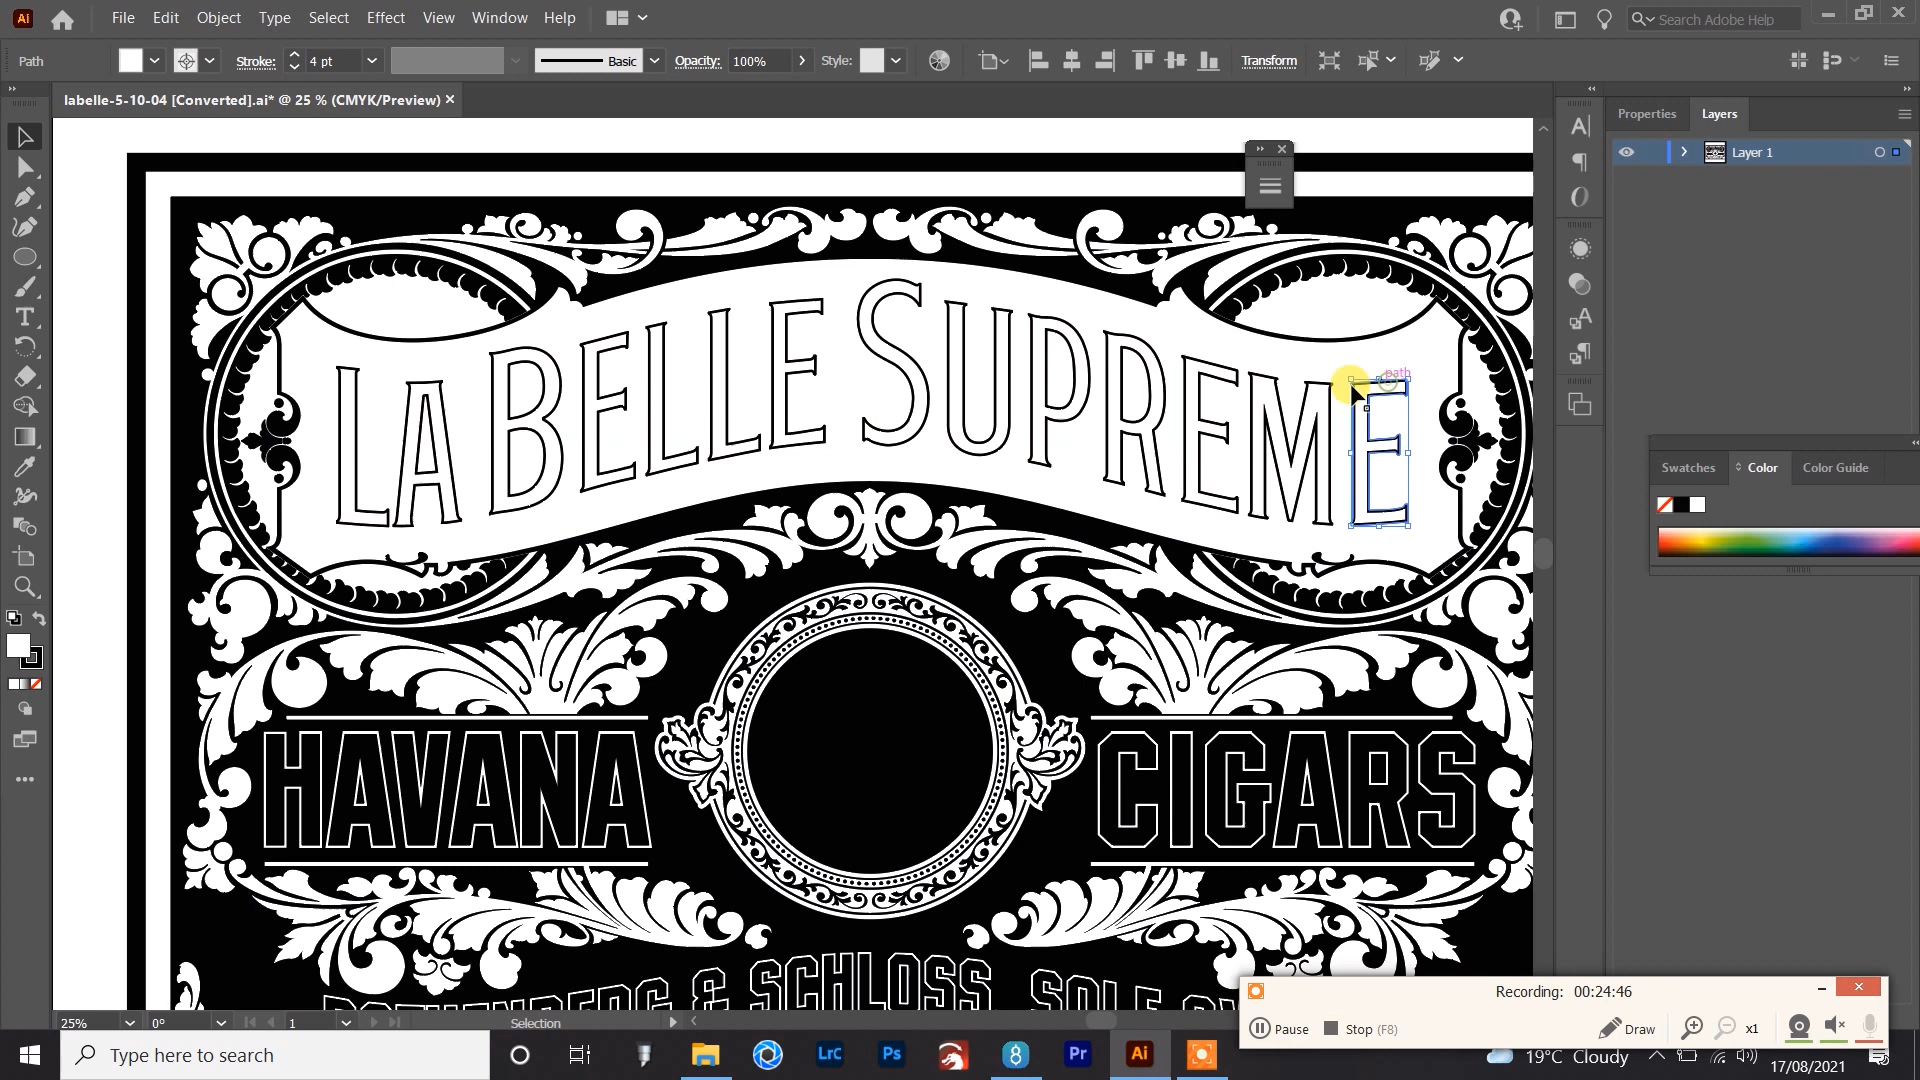 Ai File Edit Object Type Select Effect View Window Help Search Adobe Help
Path Stroke: 4 pt Basic Opacity: 100% Style: Transform
labelle-5-10-04 [Converted].ai* @ 25 % (CMYK/Preview)
Properties Layers
Layer 1
LA BELLE SUPREME
path
Swatches Color Color Guide
HAVANA CIGARS
& SCHLOSS
25% 0° 1 Selection
Recording: 00:24:46
Pause Stop (F8) Draw x1
Type here to search
LrC Ps 8 Pr Ai
19°C Cloudy
17/08/2021